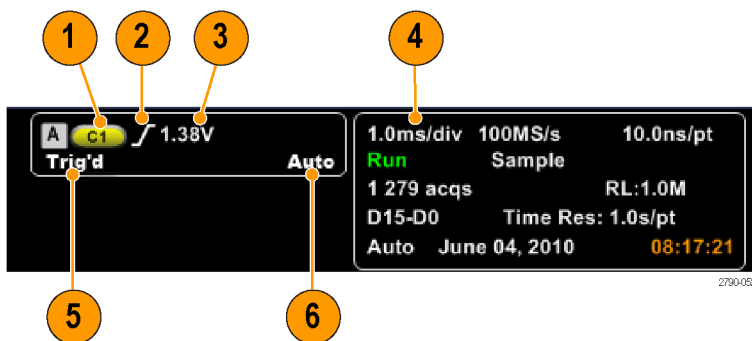 1 2 3 4
A C1 1.38V
Trig'd Auto
1.0ms/div 100MS/s 10.0ns/pt
Run Sample
1 279 acqs RL:1.0M
D15-D0 Time Res: 1.0s/pt
Auto June 04, 2010 08:17:21
5 6